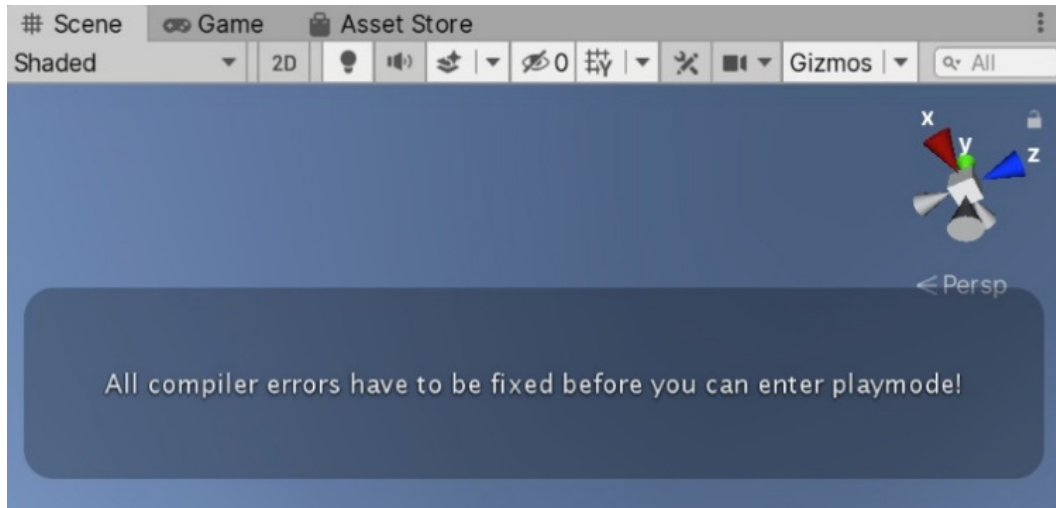 Scene Game Asset Store
Shaded 2D 0 Gizmos All
x
y
z
Persp
All compiler errors have to be fixed before you can enter playmode!